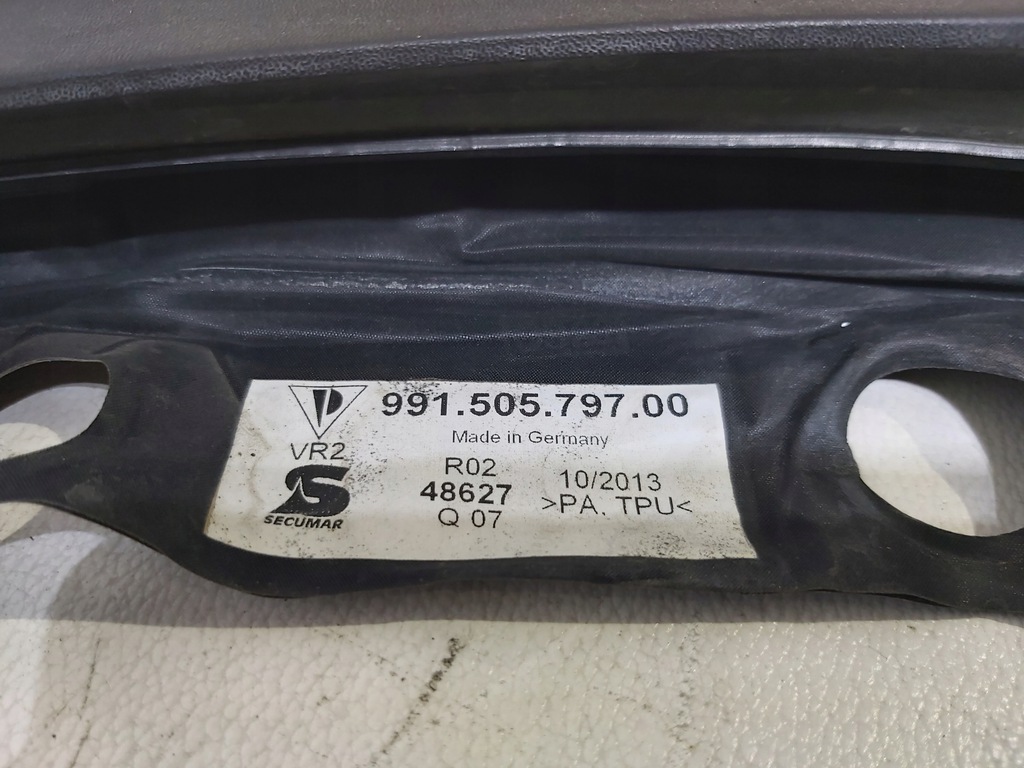 991.505.797.00
Made in Germany
VR2
R02
10/2013
48627
>PA, TPU<
Q 07
SECUMAR